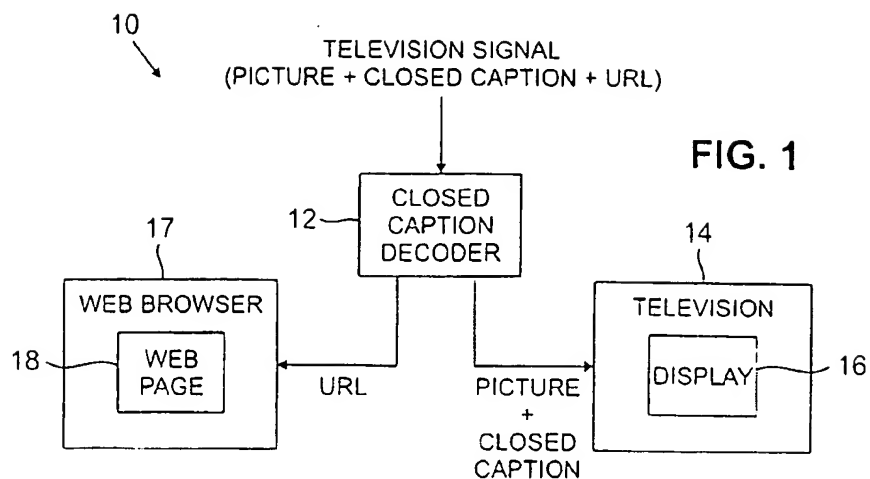 10
TELEVISION SIGNAL
(PICTURE + CLOSED CAPTION + URL)
FIG. 1
12
CLOSED
CAPTION
DECODER
17
14
WEB BROWSER
TELEVISION
18
WEB
PAGE
DISPLAY
16
URL
PICTURE
+
CLOSED
CAPTION